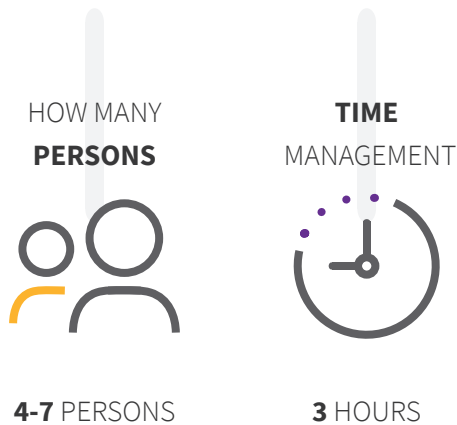 HOW MANY
PERSONS
4-7 PERSONS
TIME
MANAGEMENT
3 HOURS